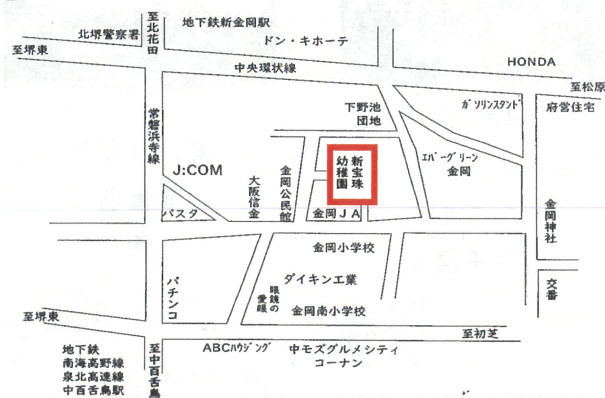 至北花田
地下鉄新金岡駅
北堺警察署
ドン・キホーテ
至堺東
中央環状線
HONDA
至松原
常磐浜寺線
下野池
団地
ガソリンスタンド
府営住宅
J:COM
大阪信金
金岡公民館
新宝珠
幼稚園
エバーグリーン
金岡
バスタ
金岡JA
金岡神社
金岡小学校
パチンコ
ダイキン工業
眼鏡の
愛眼
金岡南小学校
交番
至堺東
至初芝
地下鉄
南海高野線
泉北高速線
中百舌鳥駅
至中百舌鳥
ABCハウジング
中モズグルメシティ
コーナン